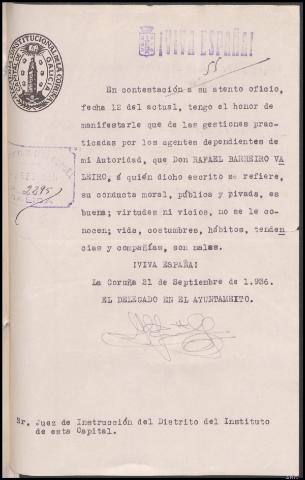 ¡VIVA ESPAÑA!
55
En contestación a su atento oficio,
fecha 12 del actual, tengo el honor de
manifestarle que de las gestiones prac-
ticadas por los agentes dependientes de
mi Autoridad, que Don RAFAEL BARREIRO VA
LEIRO, á quién dicho escrito se refiere,
su conducta moral, pública y pivada, es
buena; virtudes ni vicios, no se le co-
nocen; vida, costumbres, hábitos, tenden
cias y compañías, son malas.
¡VIVA ESPAÑA!
La Coruña 21 de Septiembre de 1.936.
EL DELEGADO EN EL AYUNTAMEITO.
2895
Sr. Juez de Instrucción del Distrito del Instituto
de esta Capital.